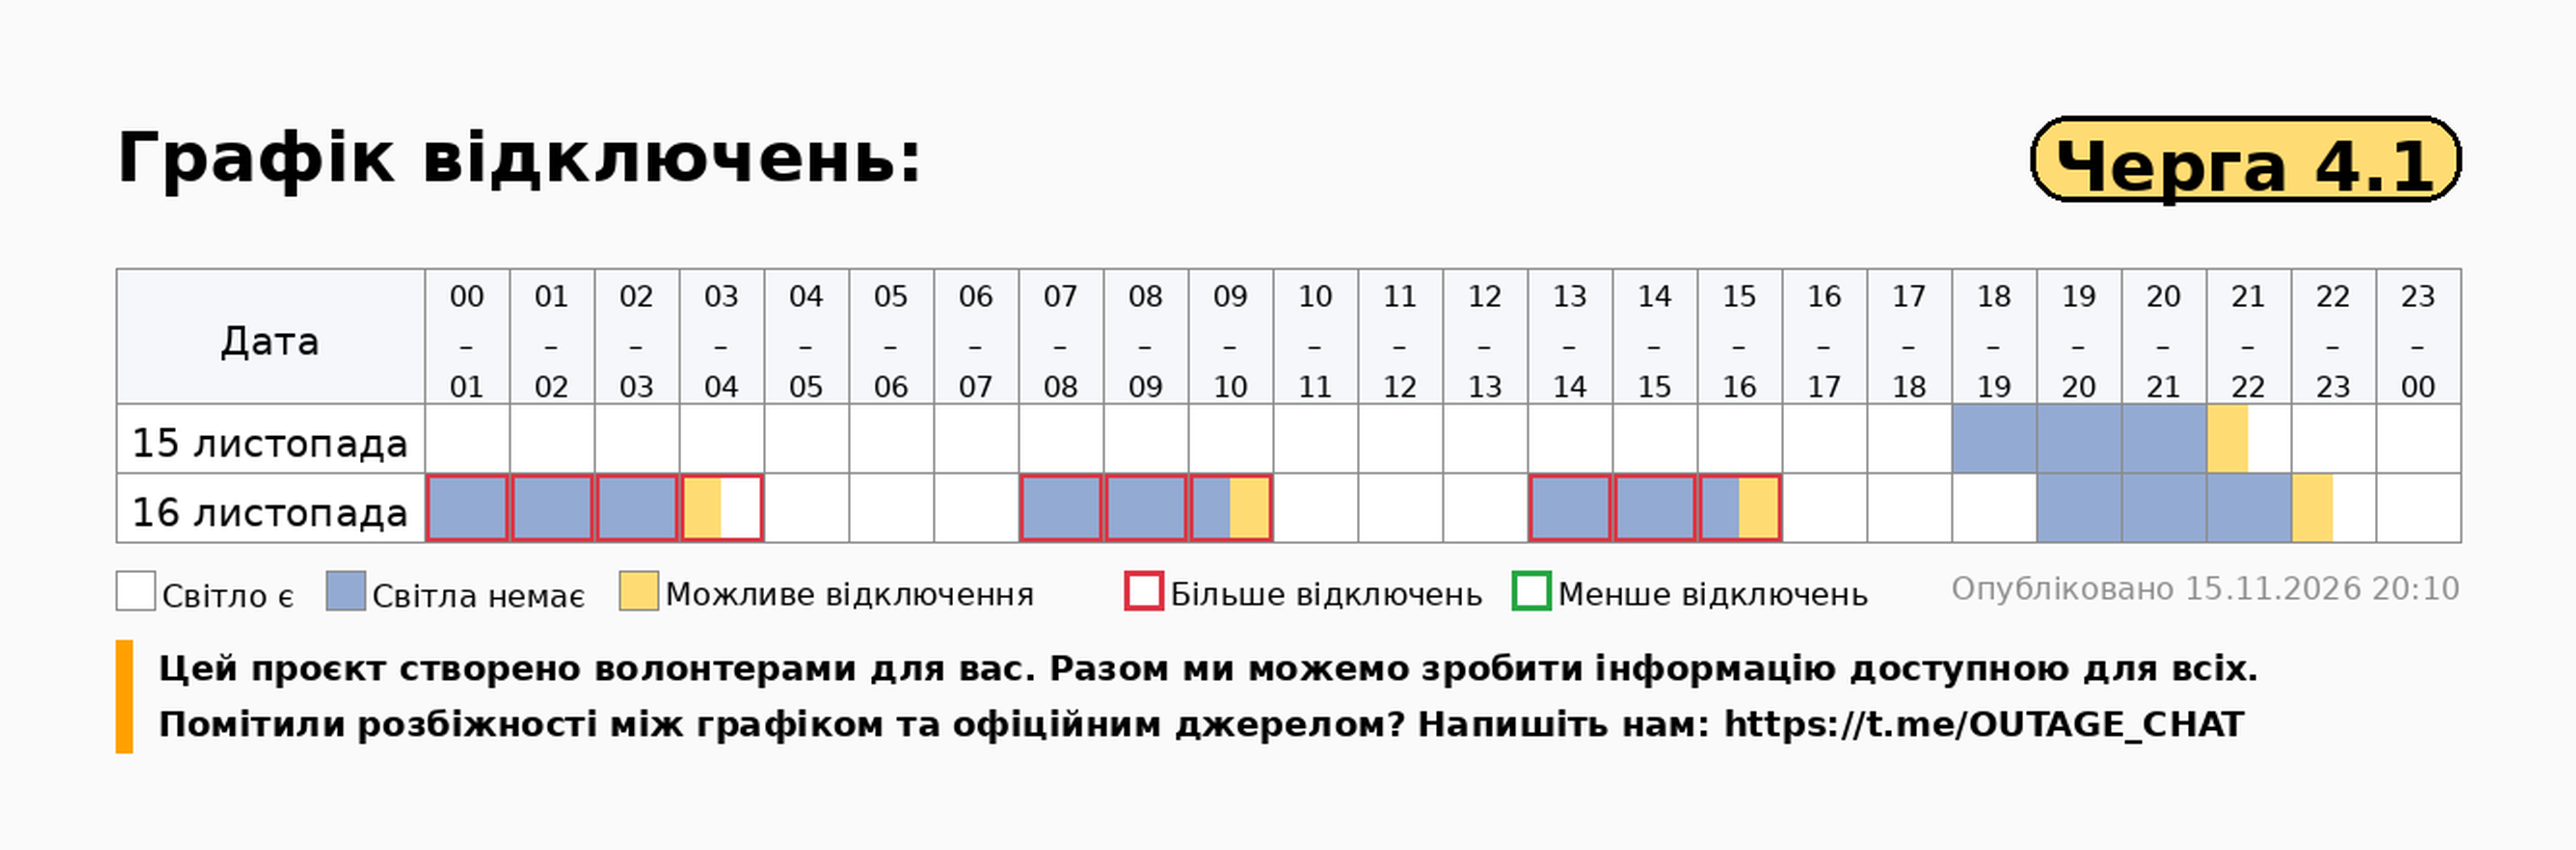 Графік відключень:
Черга 4.1
Дата
00 – 01
01 – 02
02 – 03
03 – 04
04 – 05
05 – 06
06 – 07
07 – 08
08 – 09
09 – 10
10 – 11
11 – 12
12 – 13
13 – 14
14 – 15
15 – 16
16 – 17
17 – 18
18 – 19
19 – 20
20 – 21
21 – 22
22 – 23
23 – 00
15 листопада
16 листопада
Світло є
Світла немає
Можливе відключення
Більше відключень
Менше відключень
Опубліковано 15.11.2026 20:10
Цей проєкт створено волонтерами для вас. Разом ми можемо зробити інформацію доступною для всіх.
Помітили розбіжності між графіком та офіційним джерелом? Напишіть нам: https://t.me/OUTAGE_CHAT